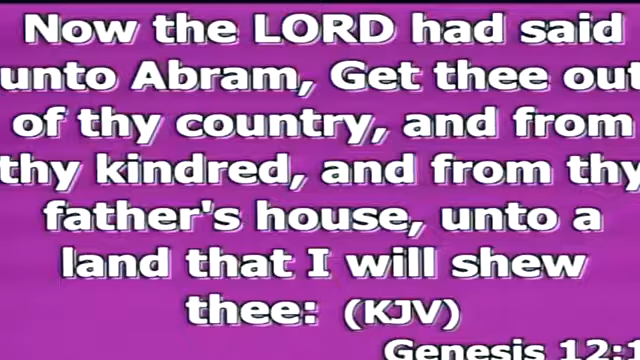 Now the LORD had said
unto Abram, Get thee out
of thy country, and from
thy kindred, and from thy
father's house, unto a
land that I will shew
thee: (KJV)
Genesis 12:1